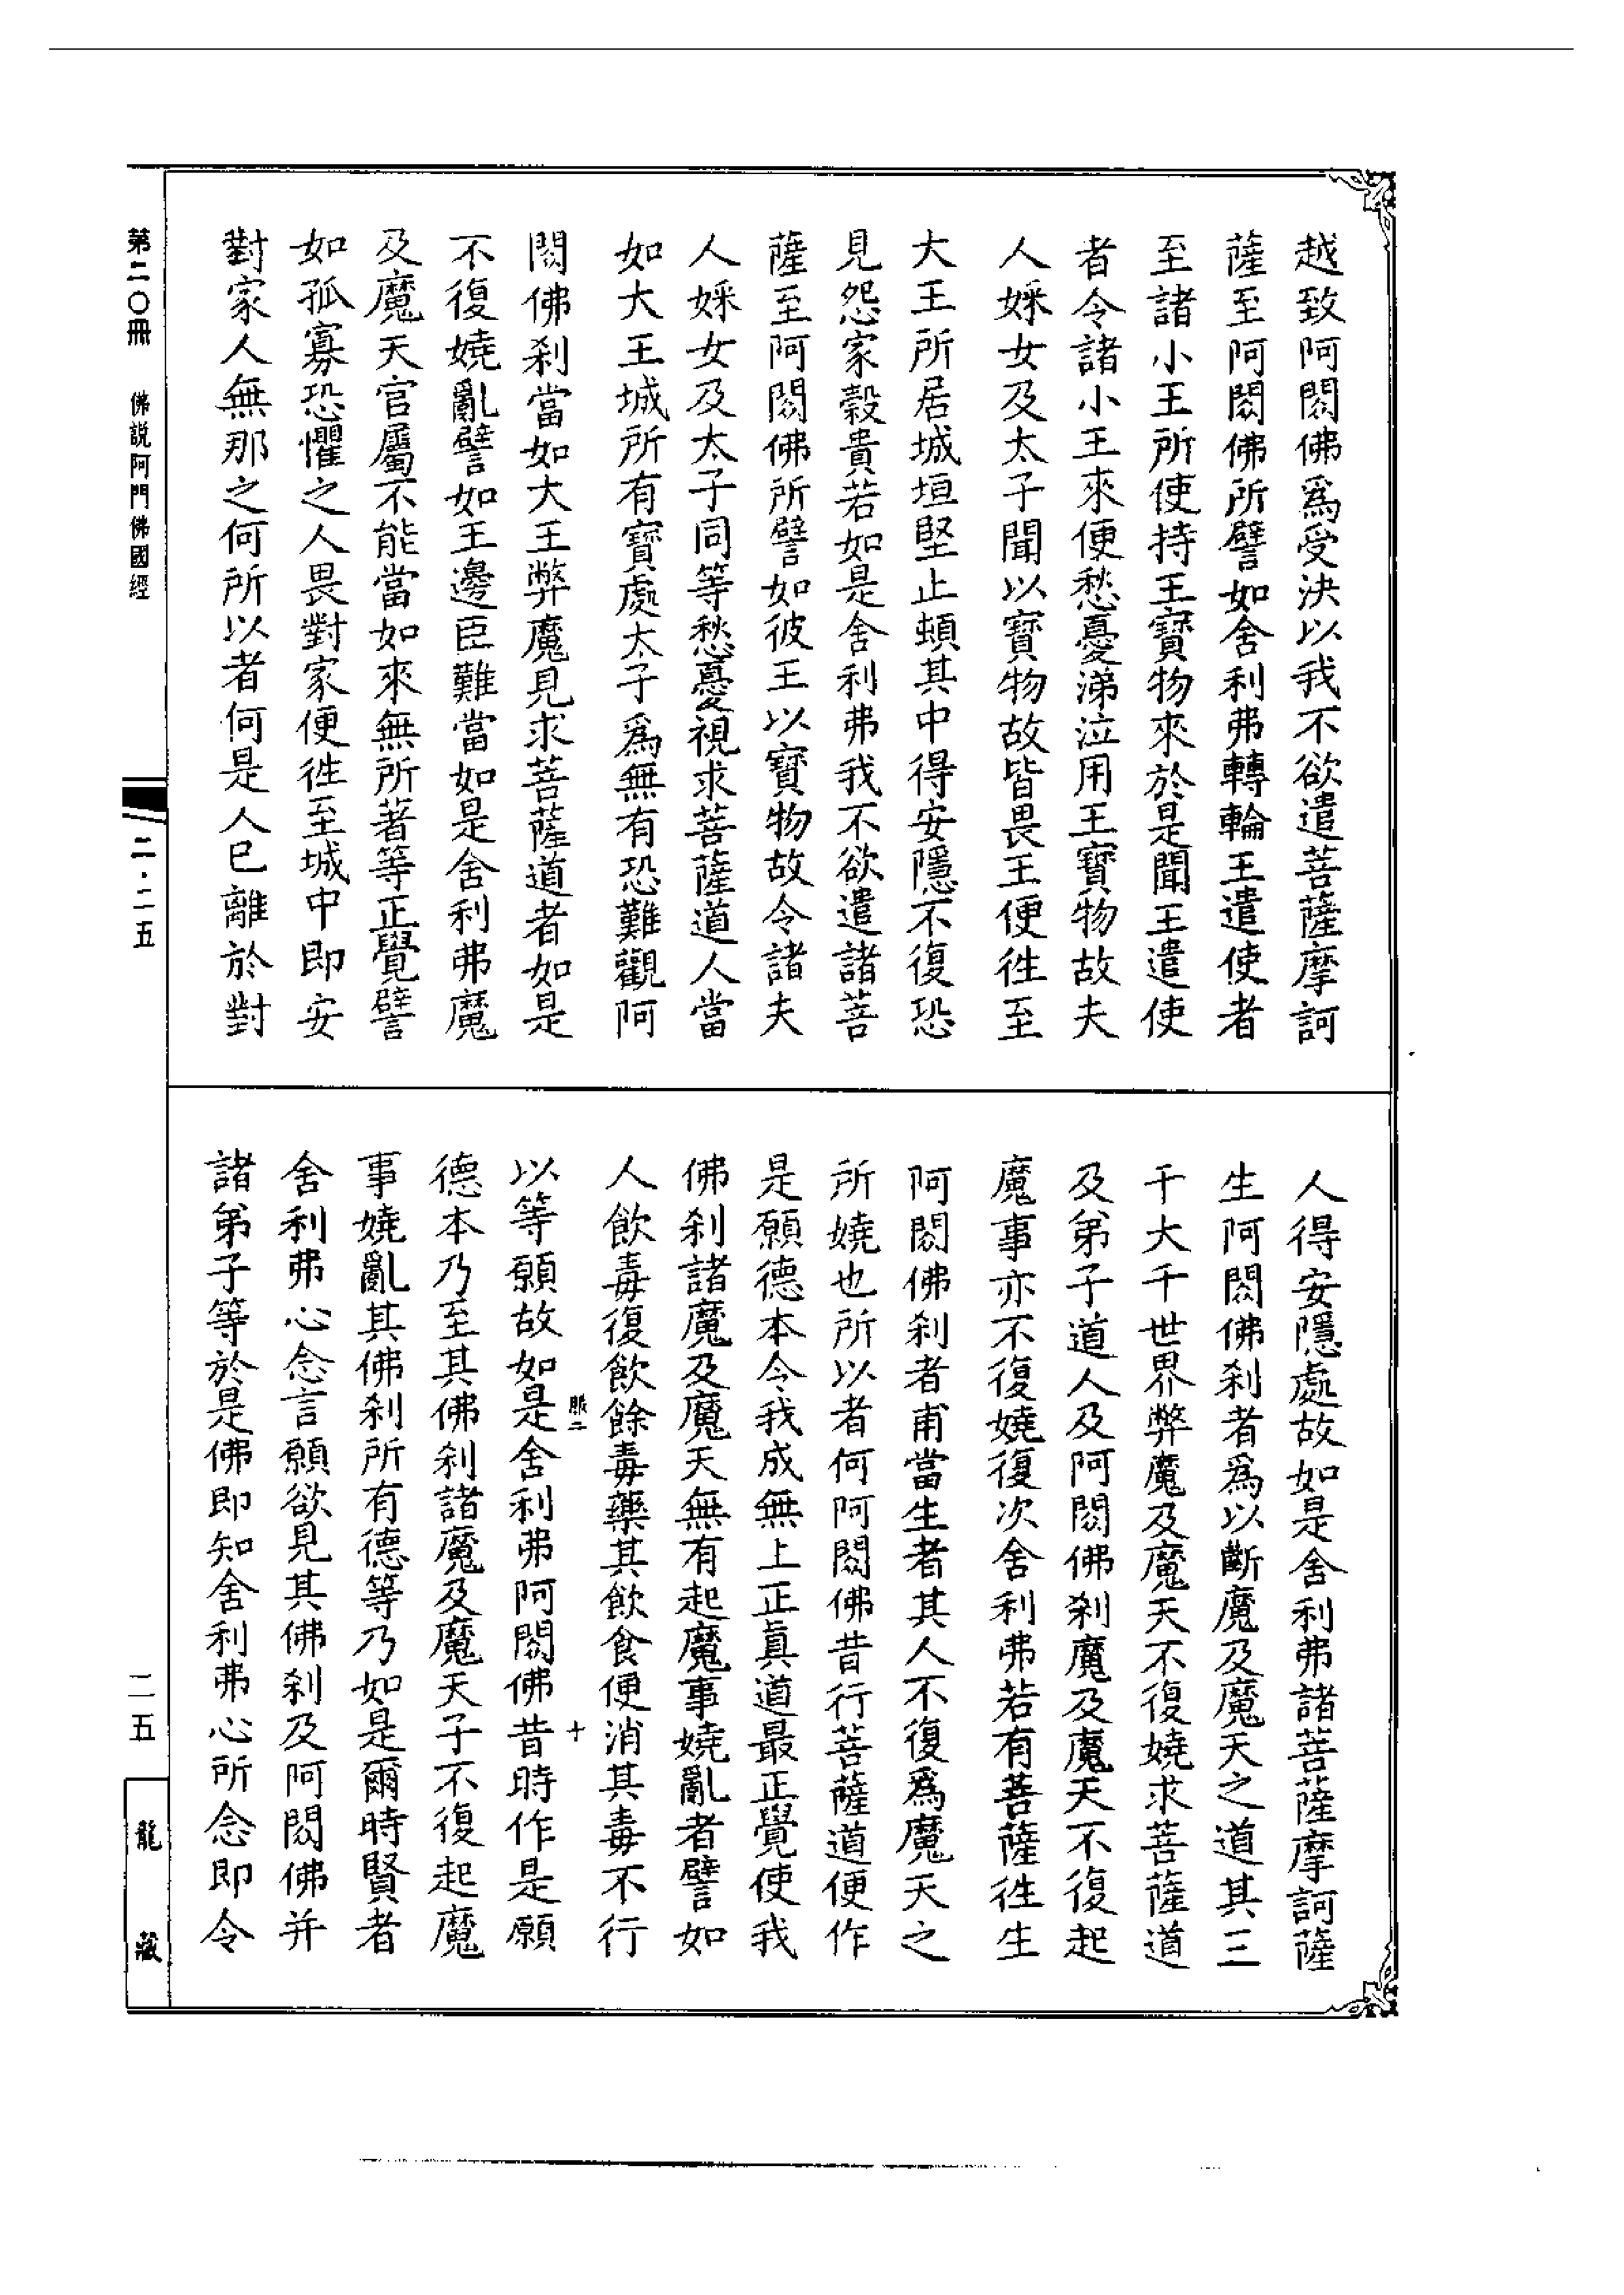 越致阿閦佛爲受決以我不欲遣菩薩摩訶
薩至阿閦佛所譬如舍利弗轉輪王遣使者
至諸小王所使持王寶物來於是聞王遣使
者令諸小王來便愁憂涕泣用王寶物故夫
人婇女及太子聞以寶物故皆畏王便徃至
大王所居城垣堅止頓其中得安隱不復恐
見怨家穀貴若如是舍利弗我不欲遣諸菩
薩至阿閦佛所譬如彼王以寶物故令諸夫
人婇女及太子同等愁憂視求菩薩道人當
如大王城所有寶處太子爲無有恐難觀阿
閦佛刹當如大王弊魔見求菩薩道者如是
不復嬈亂譬如王邊臣難當如是舍利弗魔
及魔天官屬不能當如來無所著等正覺譬
如孤寡恐懼之人畏對家便徃至城中即安
對家人無那之何所以者何是人已離於對
人得安隱處故如是舍利弗諸菩薩摩訶薩
生阿閦佛刹者爲以斷魔及魔天之道其三
千大千世界弊魔及魔天不復嬈求菩薩道
及弟子道人及阿閦佛刹魔及魔天不復起
魔事亦不復嬈復次舍利弗若有菩薩徃生
阿閦佛刹者甫當生者其人不復爲魔天之
所嬈也所以者何阿閦佛昔行菩薩道便作
是願德本令我成無上正真道最正覺使我
佛刹諸魔及魔天無有起魔事嬈亂者譬如
人飲毒復飲餘毒藥其飲食便消其毒不行
以等願故如是舍利弗阿閦佛昔時作是願
德本乃至其佛刹諸魔及魔天子不復起魔
事嬈亂其佛刹所有德等乃如是爾時賢者
舍利弗心念言願欲見其佛刹及阿閦佛并
諸弟子等於是佛即知舍利弗心所念即令
十
第二〇冊　佛説阿門佛國經
二·二五
二五
龍藏